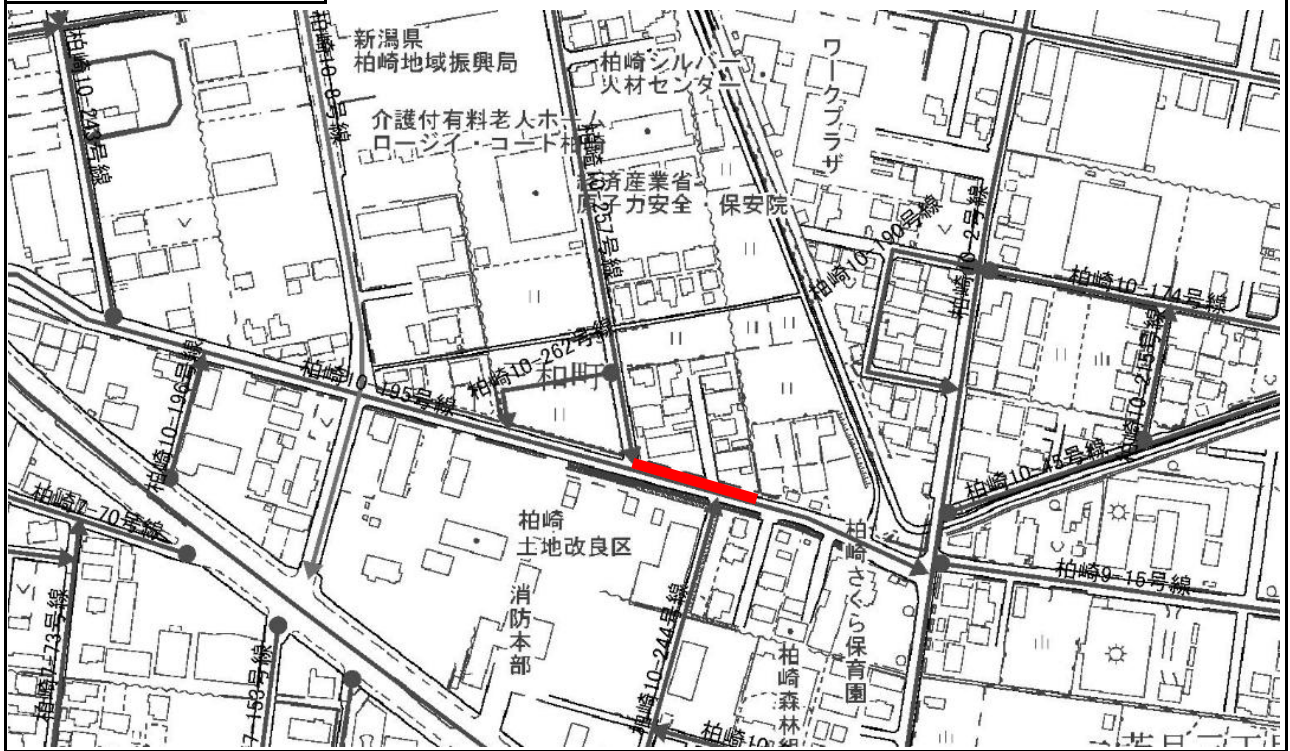 柏崎10-243号線
柏崎10-8号線
新潟県
柏崎地域振興局
介護付有料老人ホーム
ロージイ・コート柏崎
柏崎シルバー
人材センター
柏崎10-257号線
経済産業省
原子力安全・保安院
ワークプラザ
柏崎10-190号線
柏崎10-2号線
柏崎10-174号線
柏崎10-215号線
柏崎10-45号線
柏崎10-262号線
柏崎10-195号線
柏崎10-196号線
柏崎7-70号線
柏崎7-73号線
7-153号線
柏崎
土地改良区
消防本部
柏崎10-244号線
柏崎さくら保育園
柏崎森林組
柏崎9-15号線
柏崎10